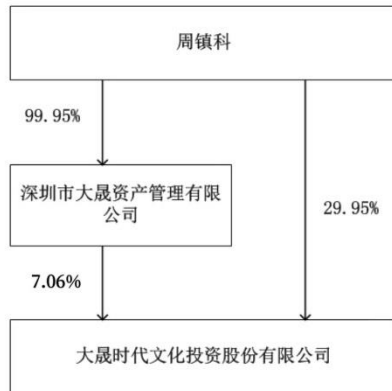 周镇科
99.95%
深圳市大晟资产管理有限
公司
29.95%
7.06%
大晟时代文化投资股份有限公司